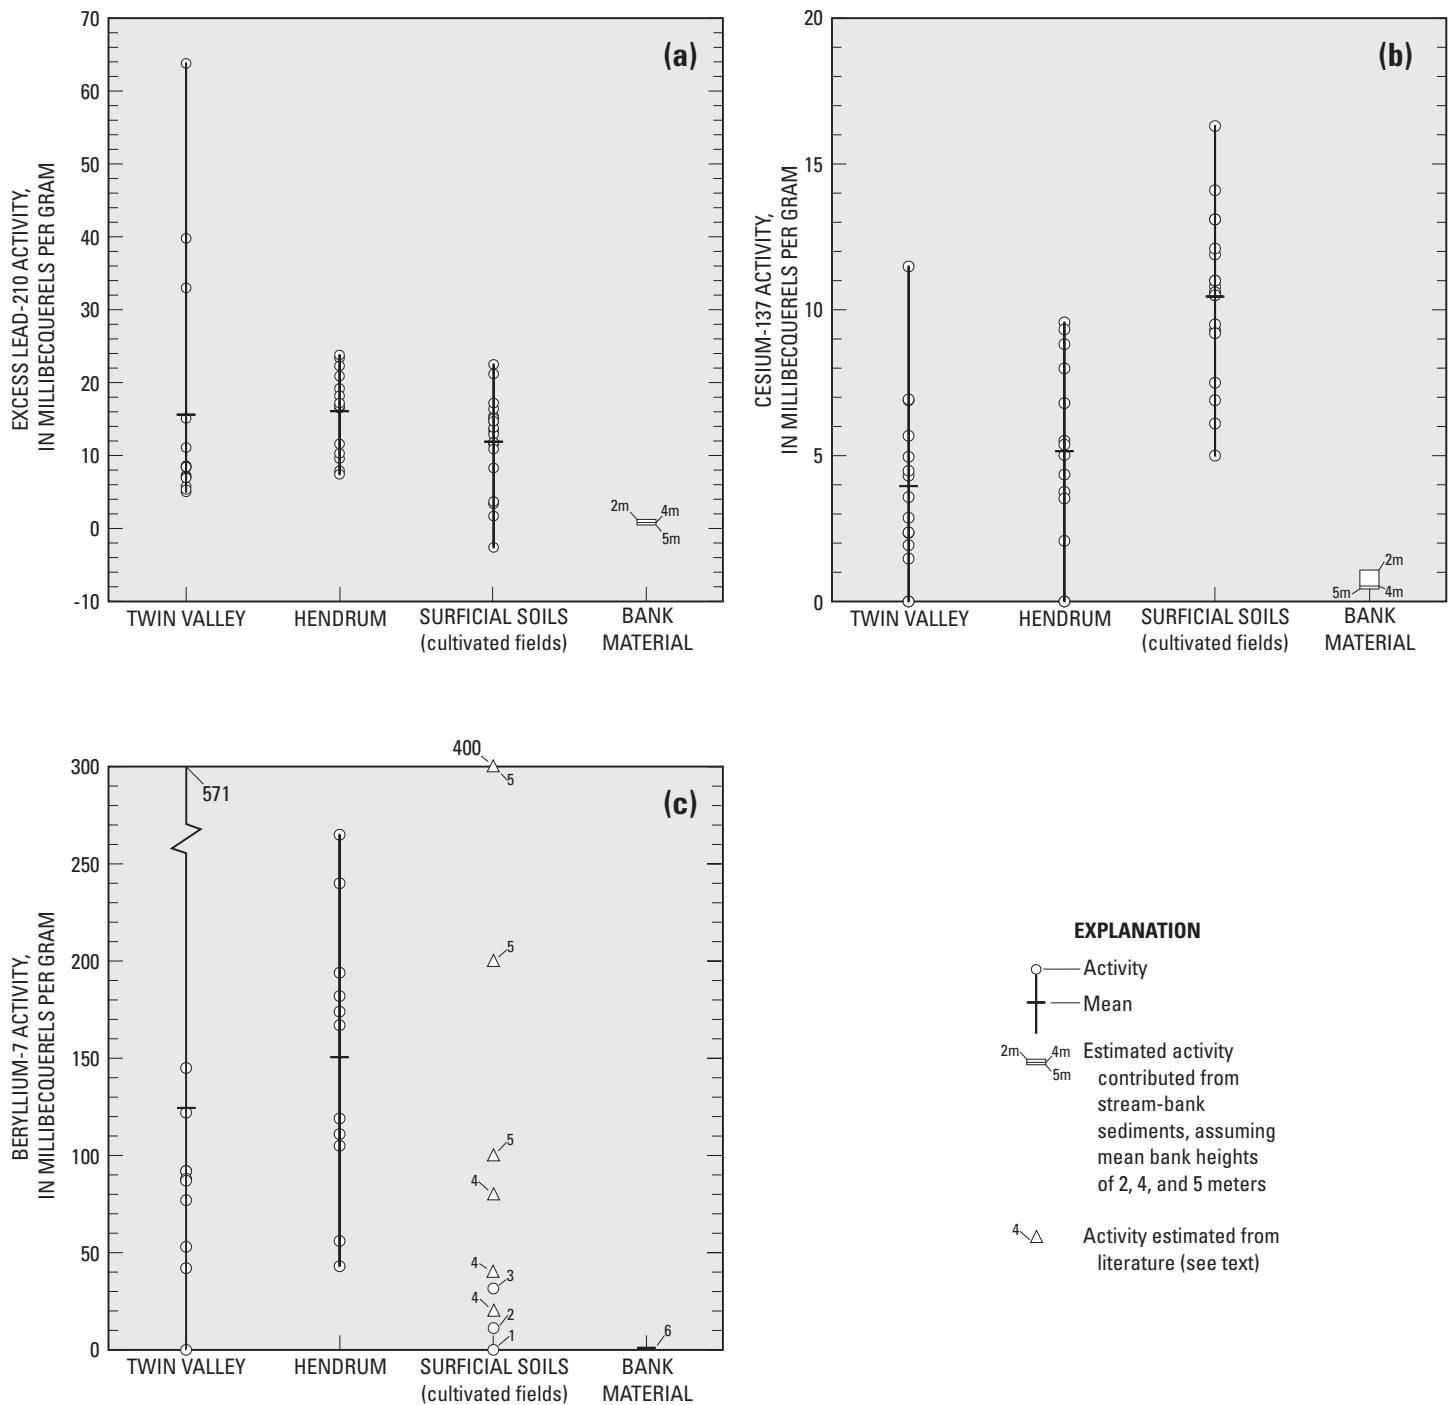 (a)
EXCESS LEAD-210 ACTIVITY,
IN MILLIBECQUERELS PER GRAM
70
60
50
40
30
20
10
0
-10
2m
4m
5m
TWIN VALLEY
HENDRUM
SURFICIAL SOILS
(cultivated fields)
BANK
MATERIAL
(b)
CESIUM-137 ACTIVITY,
IN MILLIBECQUERELS PER GRAM
20
15
10
5
0
2m
5m
4m
TWIN VALLEY
HENDRUM
SURFICIAL SOILS
(cultivated fields)
BANK
MATERIAL
(c)
BERYLLIUM-7 ACTIVITY,
IN MILLIBECQUERELS PER GRAM
300
250
200
150
100
50
0
571
400
5
5
5
4
4
3
4
2
1
6
TWIN VALLEY
HENDRUM
SURFICIAL SOILS
(cultivated fields)
BANK
MATERIAL
EXPLANATION
Activity
Mean
2m
4m
5m
Estimated activity
contributed from
stream-bank
sediments, assuming
mean bank heights
of 2, 4, and 5 meters
4
Activity estimated from
literature (see text)